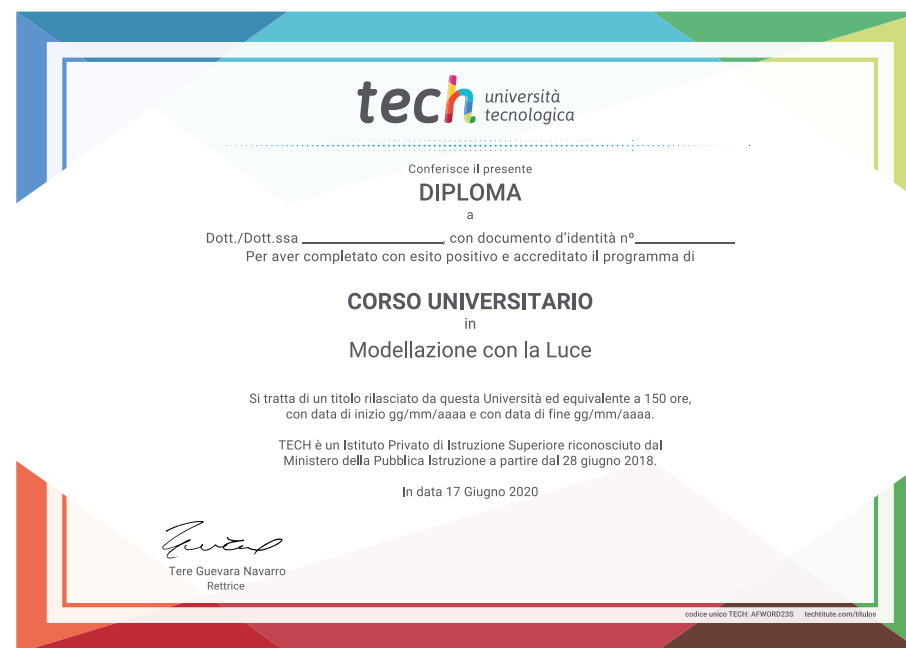 tech università
tecnologica
Conferisce il presente
DIPLOMA
a
Dott./Dott.ssa ________________, con documento d'identità nº____________
Per aver completato con esito positivo e accreditato il programma di
CORSO UNIVERSITARIO
in
Modellazione con la Luce
Si tratta di un titolo rilasciato da questa Università ed equivalente a 150 ore,
con data di inizio gg/mm/aaaa e con data di fine gg/mm/aaaa.
TECH è un Istituto Privato di Istruzione Superiore riconosciuto dal
Ministero della Pubblica Istruzione a partire dal 28 giugno 2018.
In data 17 Giugno 2020
Tere Guevara Navarro
Rettrice
codice unico TECH: AFWORD23S techtitute.com/títulos